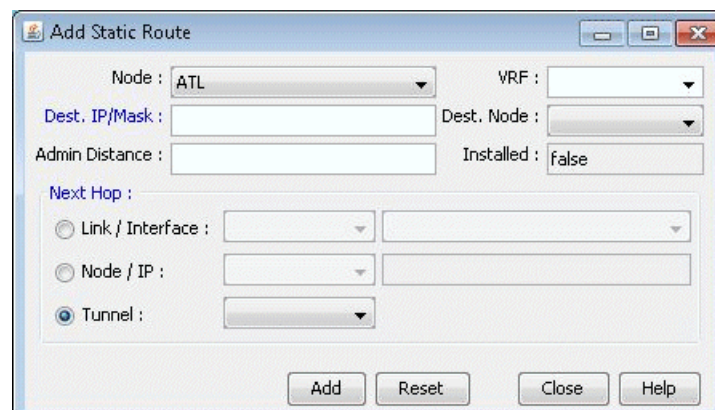 Add Static Route
Node : ATL VRF :
Dest. IP/Mask : Dest. Node :
Admin Distance : Installed : false
Next Hop :
Link / Interface :
Node / IP :
Tunnel :
Add Reset Close Help